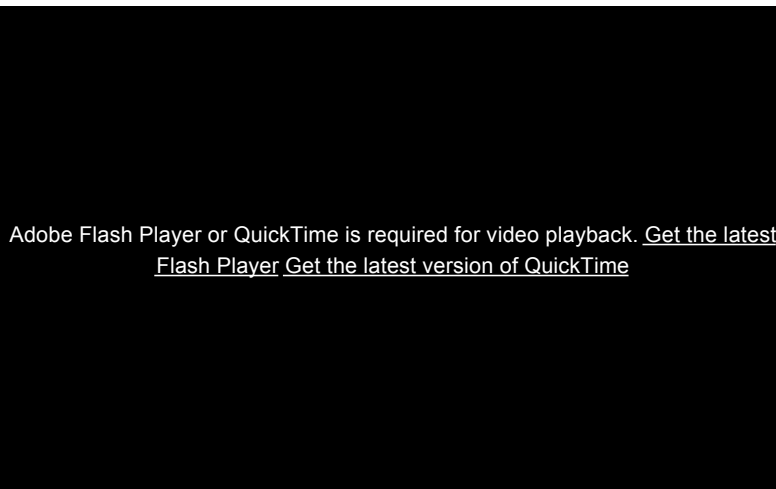 Adobe Flash Player or QuickTime is required for video playback. Get the latest
Flash Player Get the latest version of QuickTime